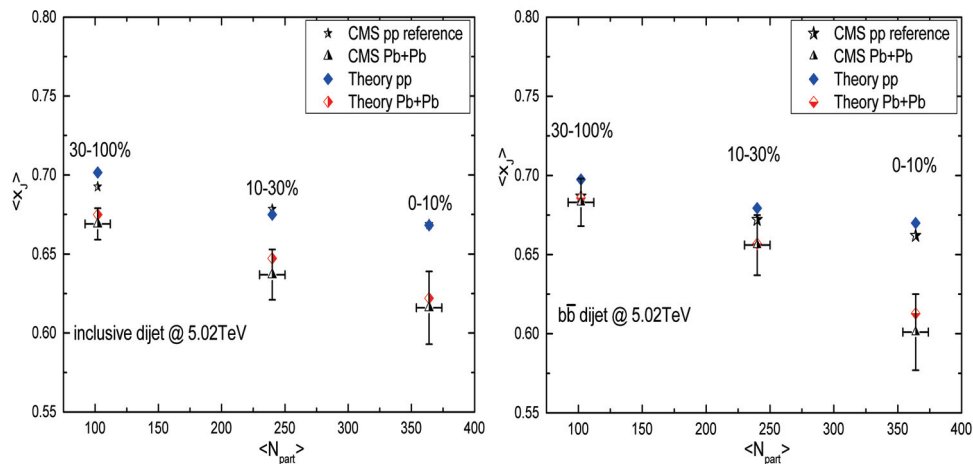 0.80
0.75
0.70
0.65
0.60
0.55
<x_J>
100 150 200 250 300 350 400
<N_part>
CMS pp reference
CMS Pb+Pb
Theory pp
Theory Pb+Pb
30-100%
10-30%
0-10%
inclusive dijet @ 5.02TeV
0.80
0.75
0.70
0.65
0.60
0.55
<x_J>
100 150 200 250 300 350 400
<N_part>
CMS pp reference
CMS Pb+Pb
Theory pp
Theory Pb+Pb
30-100%
10-30%
0-10%
bb̅ dijet @ 5.02TeV